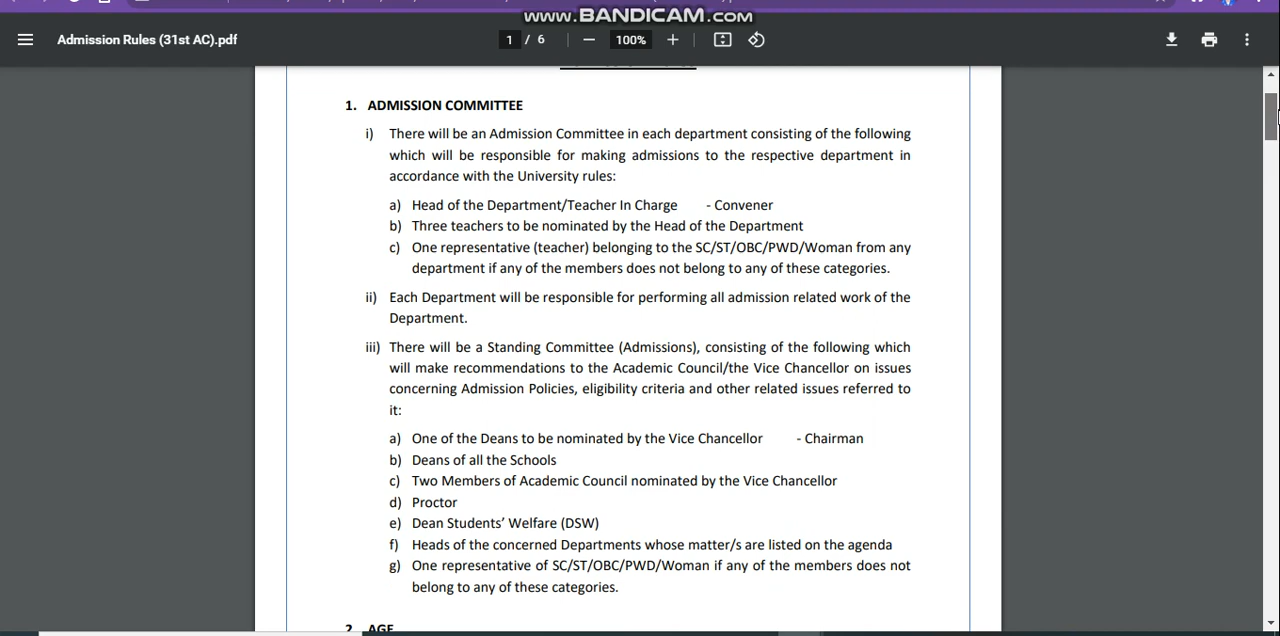 www.BANDICAM.COM
Admission Rules (31st AC).pdf
1 / 6
100%
1. ADMISSION COMMITTEE
i) There will be an Admission Committee in each department consisting of the following
which will be responsible for making admissions to the respective department in
accordance with the University rules:
a) Head of the Department/Teacher In Charge - Convener
b) Three teachers to be nominated by the Head of the Department
c) One representative (teacher) belonging to the SC/ST/OBC/PWD/Woman from any
department if any of the members does not belong to any of these categories.
ii) Each Department will be responsible for performing all admission related work of the
Department.
iii) There will be a Standing Committee (Admissions), consisting of the following which
will make recommendations to the Academic Council/the Vice Chancellor on issues
concerning Admission Policies, eligibility criteria and other related issues referred to
it:
a) One of the Deans to be nominated by the Vice Chancellor - Chairman
b) Deans of all the Schools
c) Two Members of Academic Council nominated by the Vice Chancellor
d) Proctor
e) Dean Students' Welfare (DSW)
f) Heads of the concerned Departments whose matter/s are listed on the agenda
g) One representative of SC/ST/OBC/PWD/Woman if any of the members does not
belong to any of these categories.
2. AGE